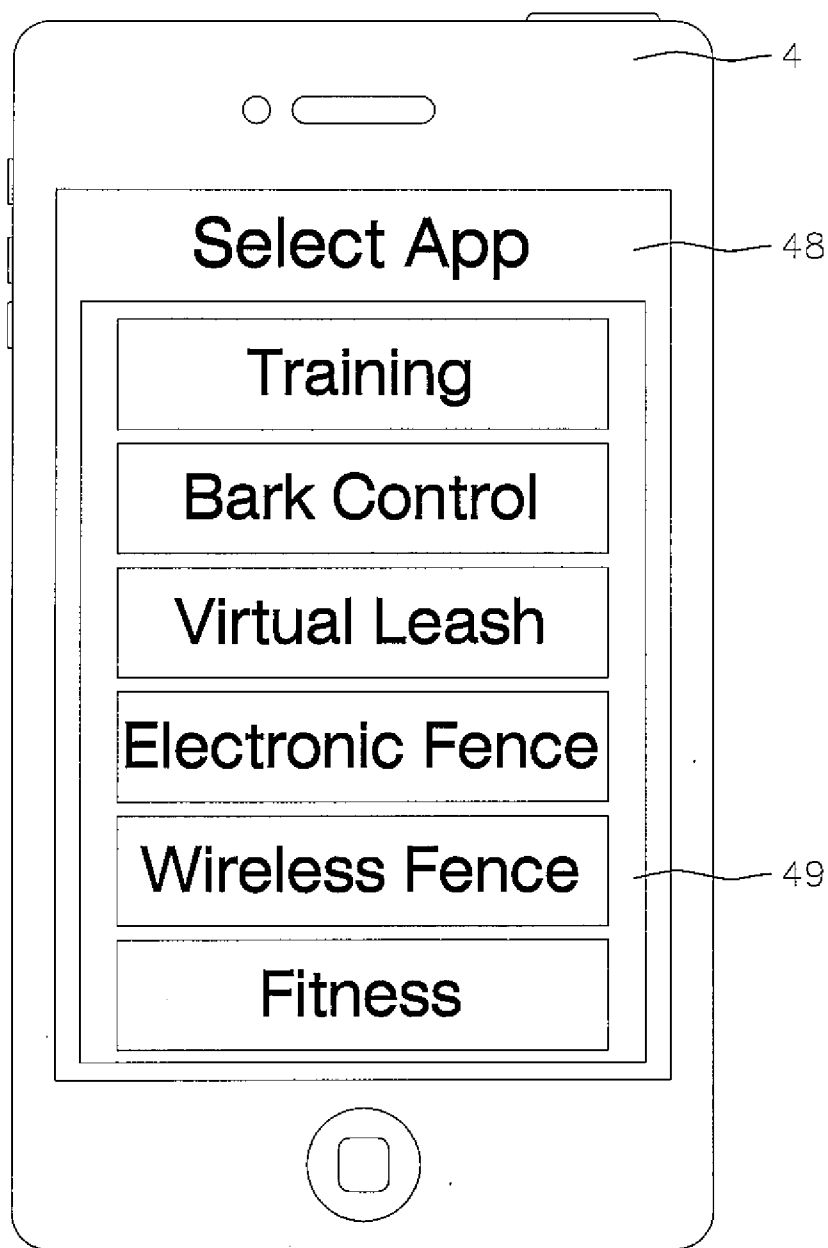 4
Select App
48
Training
Bark Control
Virtual Leash
Electronic Fence
Wireless Fence
49
Fitness